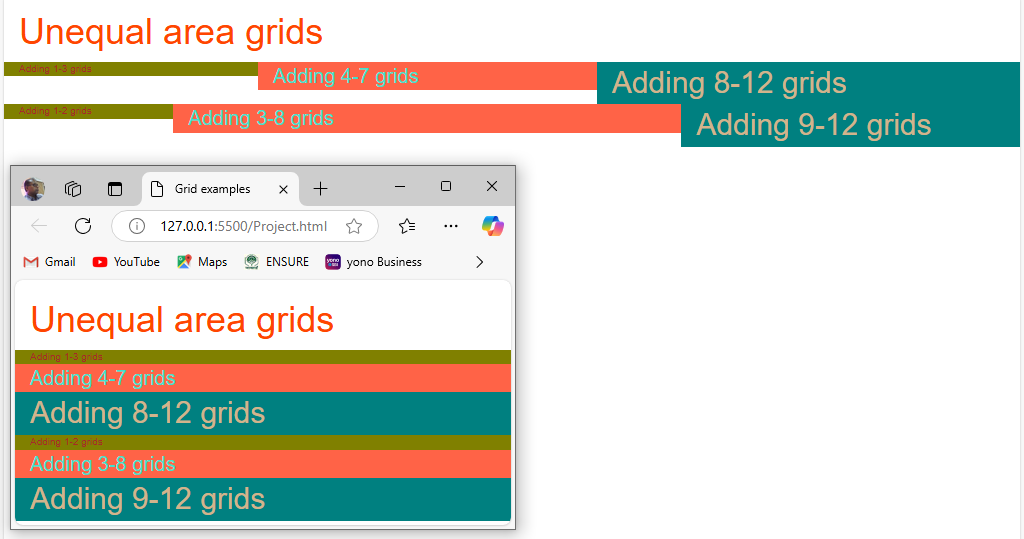 Unequal area grids
Adding 1-3 grids Adding 4-7 grids Adding 8-12 grids
Adding 1-2 grids Adding 3-8 grids Adding 9-12 grids
Grid examples
127.0.0.1:5500/Project.html
Gmail YouTube Maps ENSURE yono Business
Unequal area grids
Adding 1-3 grids
Adding 4-7 grids
Adding 8-12 grids
Adding 1-2 grids
Adding 3-8 grids
Adding 9-12 grids